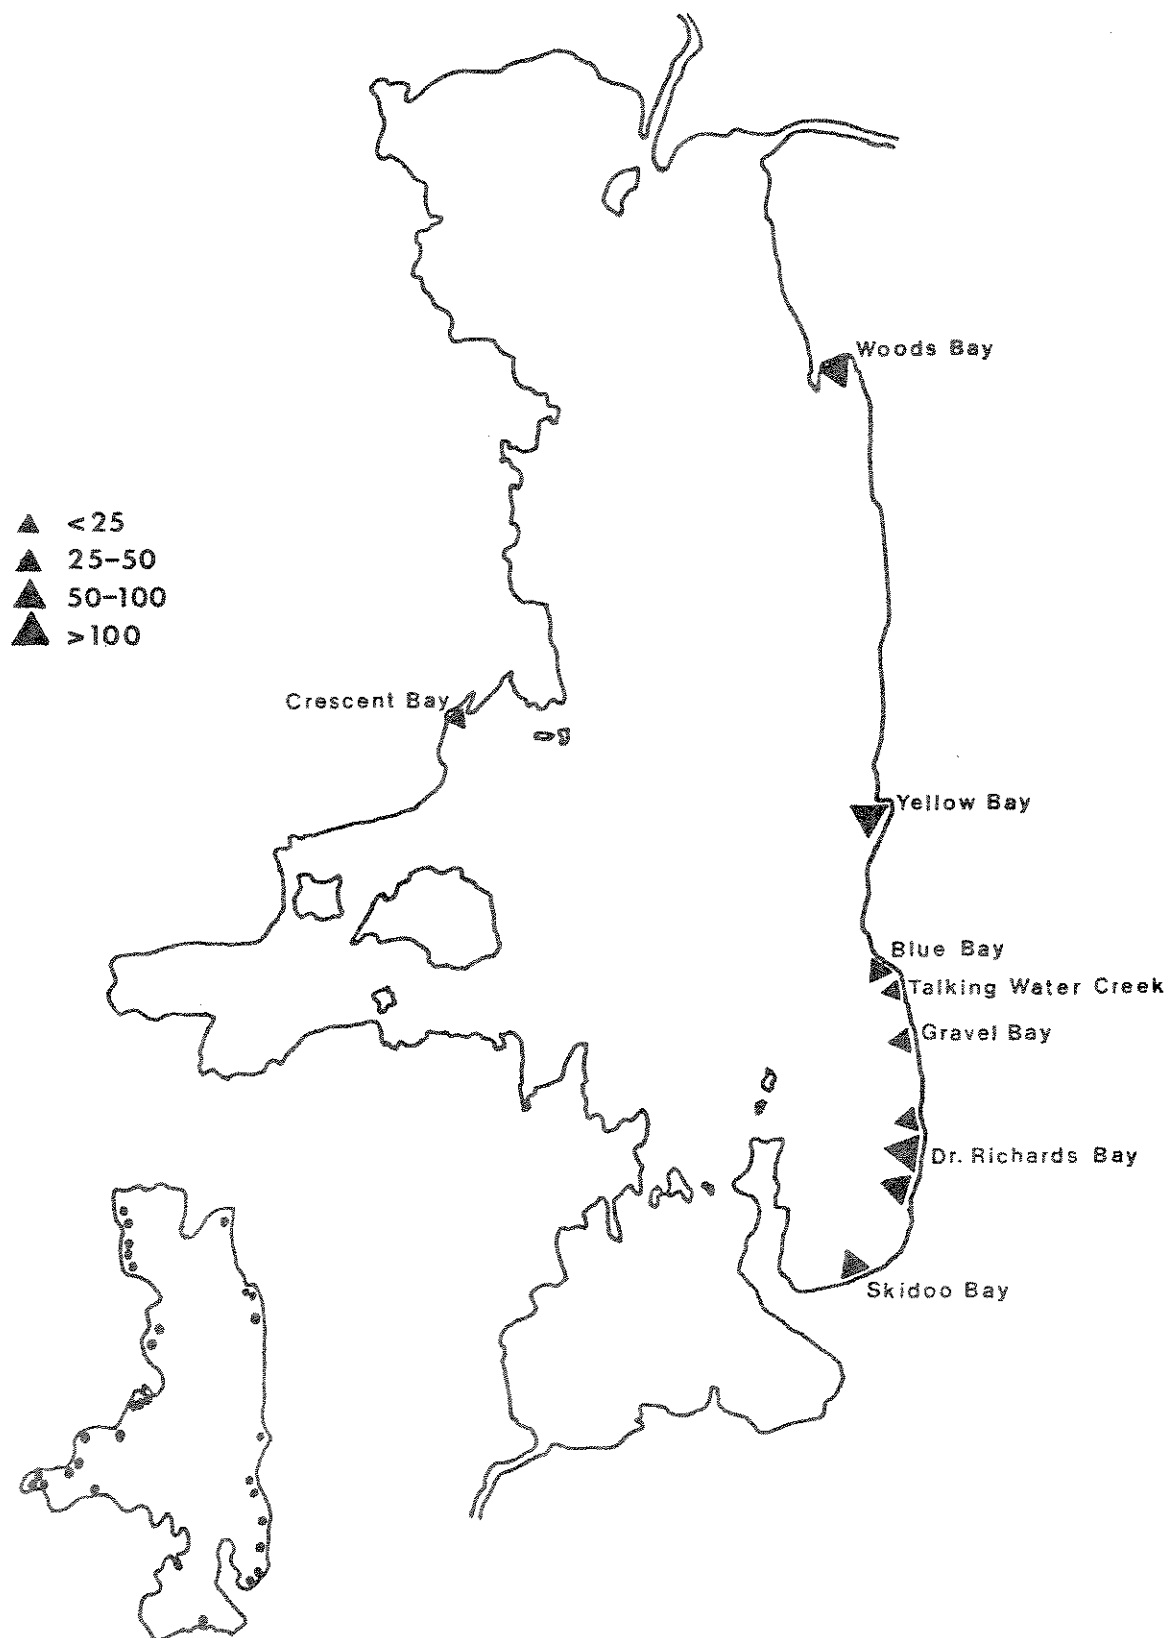 Woods Bay
<25
25-50
50-100
>100
Crescent Bay
Yellow Bay
Blue Bay
Talking Water Creek
Gravel Bay
Dr. Richards Bay
Skidoo Bay